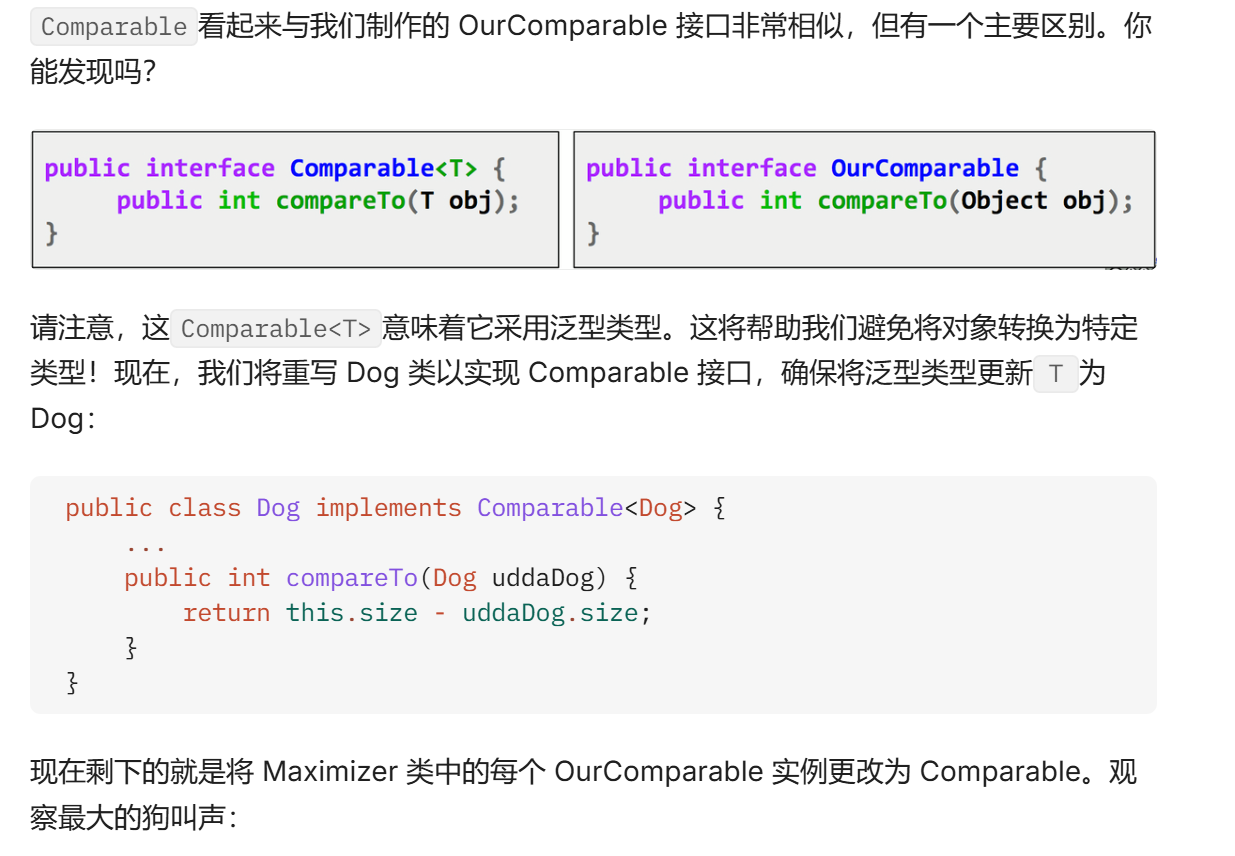 Comparable看起来与我们制作的 OurComparable 接口非常相似，但有一个主要区别。你
能发现吗？
public interface Comparable<T> {
    public int compareTo(T obj);
}
public interface OurComparable {
    public int compareTo(Object obj);
}
请注意，这Comparable<T>意味着它采用泛型类型。这将帮助我们避免将对象转换为特定
类型！现在，我们将重写 Dog 类以实现 Comparable 接口，确保将泛型类型更新 T 为
Dog：
public class Dog implements Comparable<Dog> {
    ...
    public int compareTo(Dog uddaDog) {
        return this.size - uddaDog.size;
    }
}
现在剩下的就是将 Maximizer 类中的每个 OurComparable 实例更改为 Comparable。观
察最大的狗叫声：